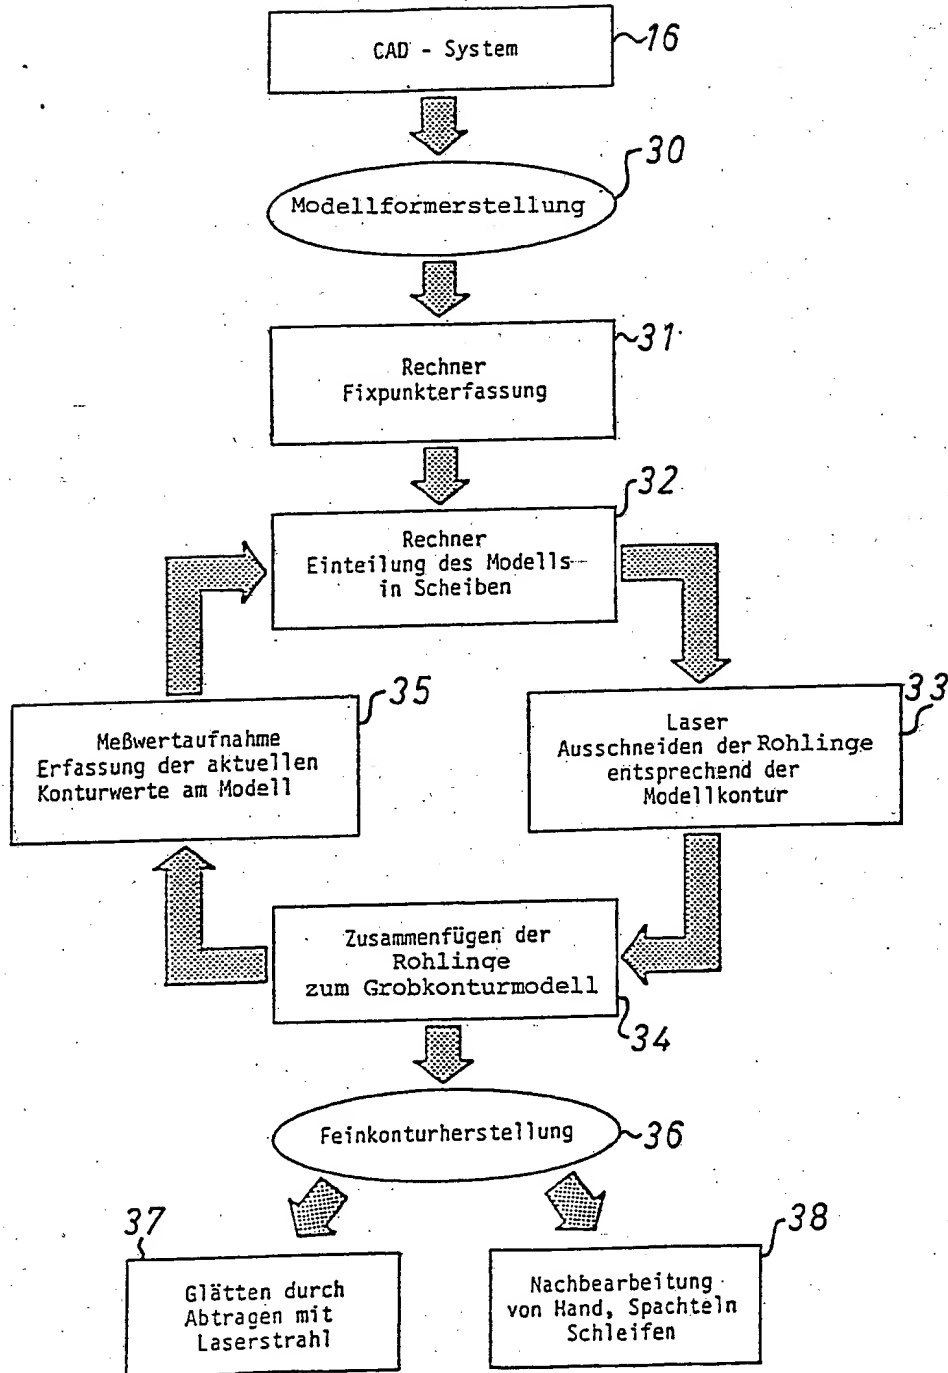 CAD - System
16
30
Modellformerstellung
31
Rechner
Fixpunkterfassung
32
Rechner
Einteilung des Modells
in Scheiben
35
Meßwertaufnahme
Erfassung der aktuellen
Konturwerte am Modell
33
Laser
Ausschneiden der Rohlinge
entsprechend der
Modellkontur
Zusammenfügen der
Rohlinge
zum Grobkonturmodell
34
Feinkonturherstellung
36
37
Glätten durch
Abtragen mit
Laserstrahl
38
Nachbearbeitung
von Hand, Spachteln
Schleifen